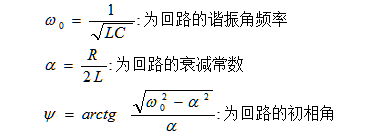 ω₀ = 1/√(LC) : 为回路的谐振角频率
α = R/2L : 为回路的衰减常数
ψ = arctg √(ω₀² − α²)/α : 为回路的初相角